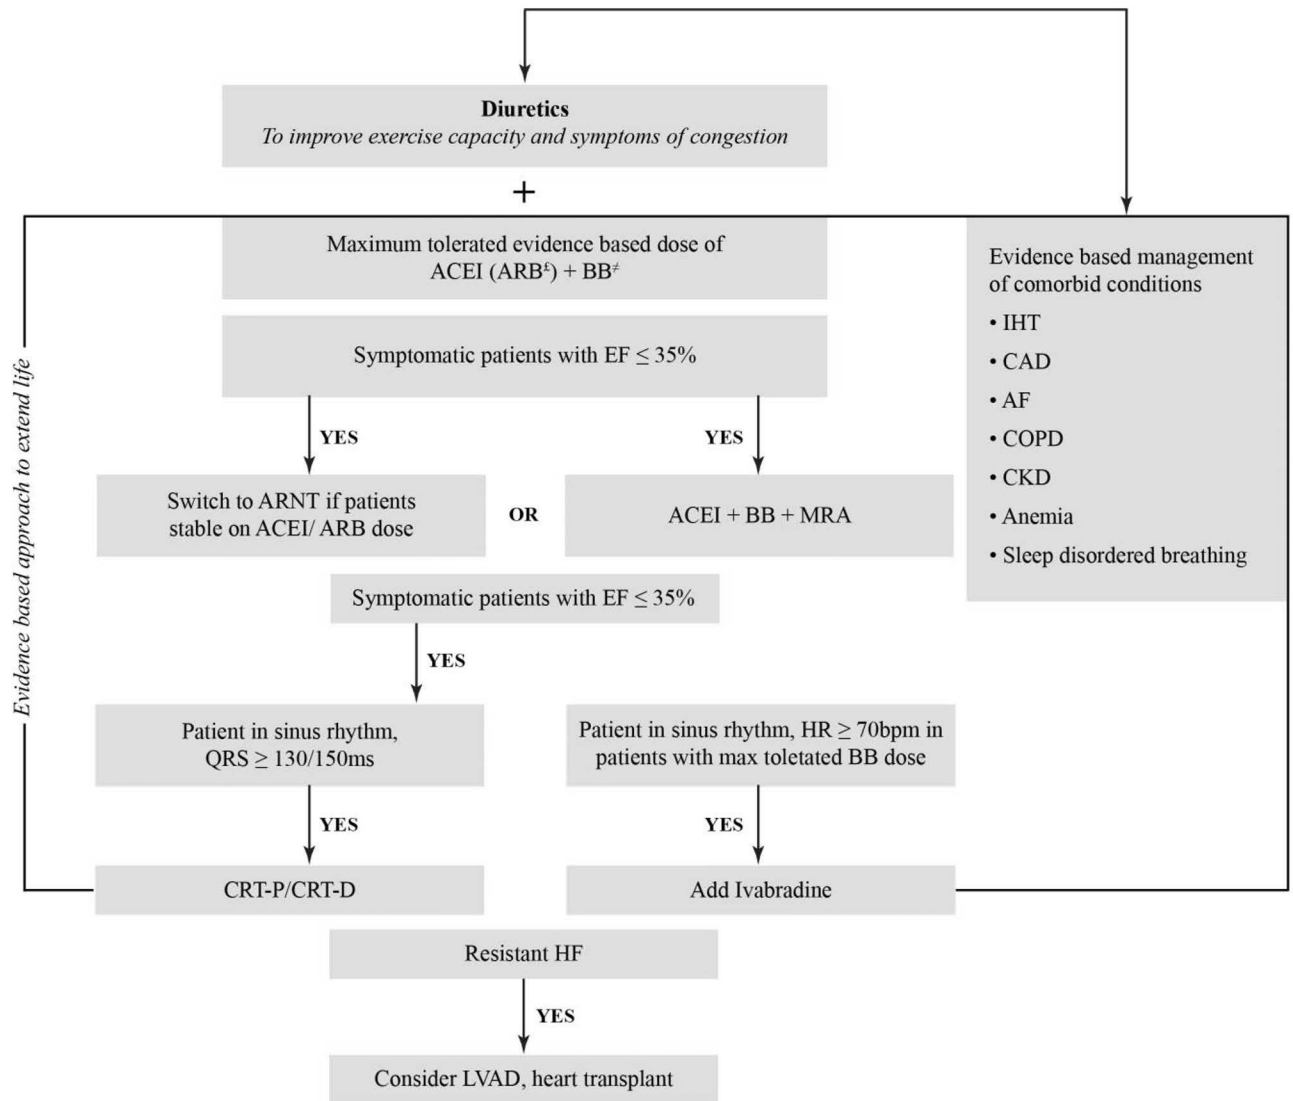 Diuretics
To improve exercise capacity and symptoms of congestion
+
Maximum tolerated evidence based dose of
ACEI (ARB£) + BB≠
Symptomatic patients with EF ≤ 35%
YES
YES
Switch to ARNT if patients
stable on ACEI/ ARB dose
OR
ACEI + BB + MRA
Symptomatic patients with EF ≤ 35%
YES
Patient in sinus rhythm,
QRS ≥ 130/150ms
Patient in sinus rhythm, HR ≥ 70bpm in
patients with max toletated BB dose
YES
YES
CRT-P/CRT-D
Add Ivabradine
Resistant HF
YES
Consider LVAD, heart transplant
Evidence based approach to extend life
Evidence based management
of comorbid conditions
• IHT
• CAD
• AF
• COPD
• CKD
• Anemia
• Sleep disordered breathing